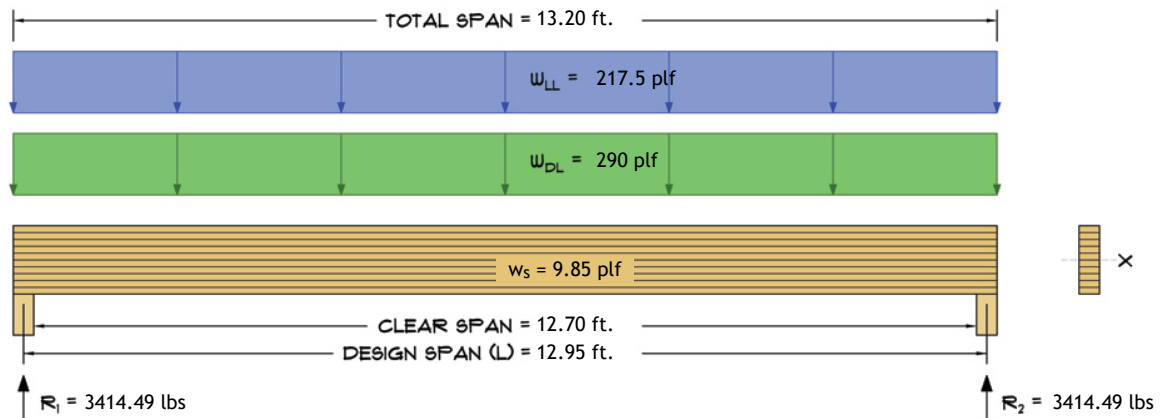 TOTAL SPAN = 13.20 ft.
wLL = 217.5 plf
wDL = 290 plf
ws = 9.85 plf
X
CLEAR SPAN = 12.70 ft.
DESIGN SPAN (L) = 12.95 ft.
R1 = 3414.49 lbs
R2 = 3414.49 lbs